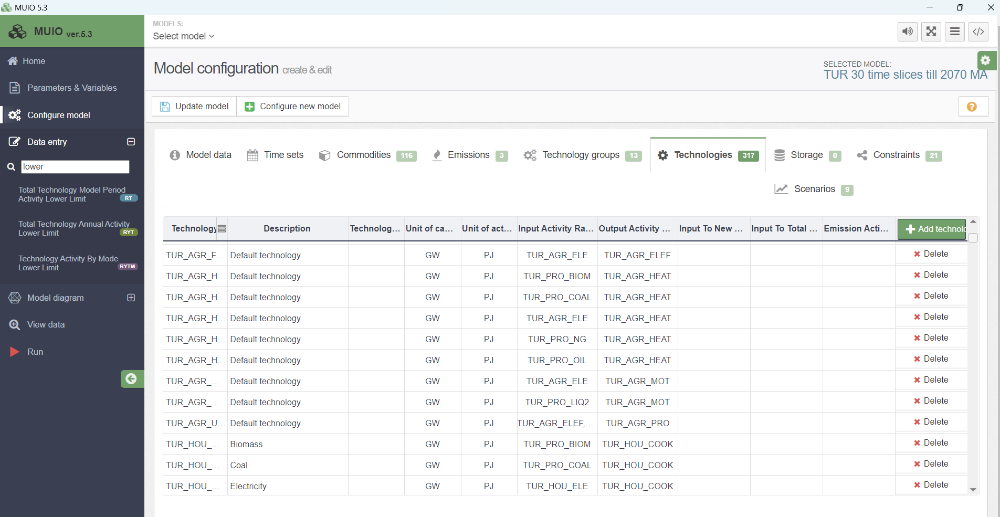 MUIO 5.3
MUIO ver.5.3
MODELS:
Select model
Home
Parameters & Variables
Configure model
Data entry
lower
Total Technology Model Period
Activity Lower Limit
RT
Total Technology Annual Activity
Lower Limit
RYT
Technology Activity By Mode
Lower Limit
RYTM
Model diagram
View data
Run
Model configuration create & edit
SELECTED MODEL:
TUR 30 time slices till 2070 MA
Update model
Configure new model
Model data
Time sets
Commodities 116
Emissions 3
Technology groups 13
Technologies 317
Storage 0
Constraints 21
Scenarios 9
Technology Description Technolog... Unit of ca... Unit of act... Input Activity Ra... Output Activity ... Input To New ... Input To Total ... Emission Acti... Add technolo
TUR_AGR_F... Default technology GW PJ TUR_AGR_ELE TUR_AGR_ELEF Delete
TUR_AGR_H... Default technology GW PJ TUR_PRO_BIOM TUR_AGR_HEAT Delete
TUR_AGR_H... Default technology GW PJ TUR_PRO_COAL TUR_AGR_HEAT Delete
TUR_AGR_H... Default technology GW PJ TUR_AGR_ELE TUR_AGR_HEAT Delete
TUR_AGR_H... Default technology GW PJ TUR_PRO_NG TUR_AGR_HEAT Delete
TUR_AGR_H... Default technology GW PJ TUR_PRO_OIL TUR_AGR_HEAT Delete
TUR_AGR_... Default technology GW PJ TUR_AGR_ELE TUR_AGR_MOT Delete
TUR_AGR_... Default technology GW PJ TUR_PRO_LIQ2 TUR_AGR_MOT Delete
TUR_AGR_U... Default technology GW PJ TUR_AGR_ELEF,... TUR_AGR_PRO Delete
TUR_HOU_... Biomass GW PJ TUR_PRO_BIOM TUR_HOU_COOK Delete
TUR_HOU_... Coal GW PJ TUR_PRO_COAL TUR_HOU_COOK Delete
TUR_HOU_... Electricity GW PJ TUR_HOU_ELE TUR_HOU_COOK Delete